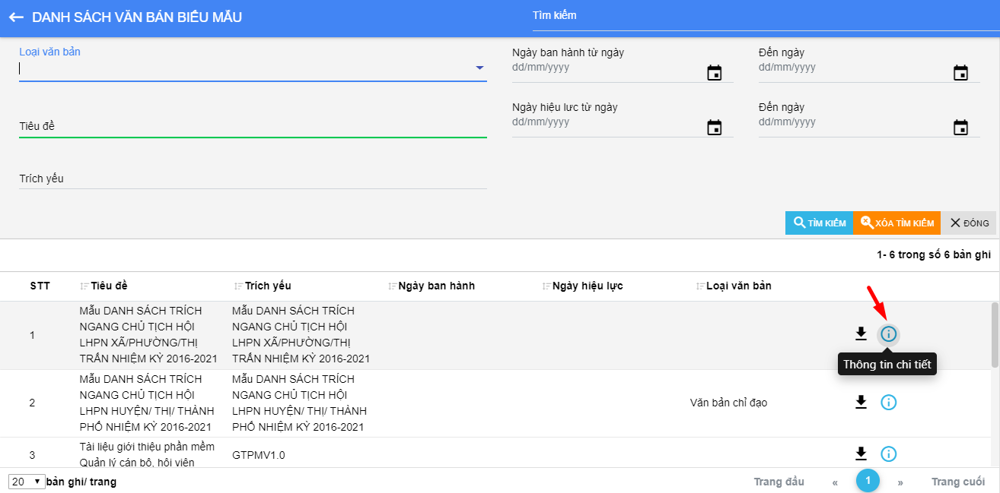 DANH SÁCH VĂN BẢN BIỂU MẪU
Tìm kiếm
Loại văn bản
Ngày ban hành từ ngày
dd/mm/yyyy
Đến ngày
dd/mm/yyyy
Ngày hiệu lực từ ngày
dd/mm/yyyy
Đến ngày
dd/mm/yyyy
Tiêu đề
Trích yếu
TÌM KIẾM
XÓA TÌM KIẾM
ĐÓNG
1- 6 trong số 6 bản ghi
STT Tiêu đề Trích yếu Ngày ban hành Ngày hiệu lực Loại văn bản
1
Mẫu DANH SÁCH TRÍCH
NGANG CHỦ TỊCH HỘI
LHPN XÃ/PHƯỜNG/THỊ
TRẤN NHIỆM KỲ 2016-2021
Mẫu DANH SÁCH TRÍCH
NGANG CHỦ TỊCH HỘI
LHPN XÃ/PHƯỜNG/THỊ
TRẤN NHIỆM KỲ 2016-2021
Thông tin chi tiết
2
Mẫu DANH SÁCH TRÍCH
NGANG CHỦ TỊCH HỘI
LHPN HUYỆN/ THỊ/ THÀNH
PHỐ NHIỆM KỲ 2016-2021
Mẫu DANH SÁCH TRÍCH
NGANG CHỦ TỊCH HỘI
LHPN HUYỆN/ THỊ/ THÀNH
PHỐ NHIỆM KỲ 2016-2021
Văn bản chỉ đạo
3
Tài liệu giới thiệu phần mềm
Quản lý cán bộ, hội viên
GTPMV1.0
20 bản ghi/ trang
Trang đầu « 1 » Trang cuối